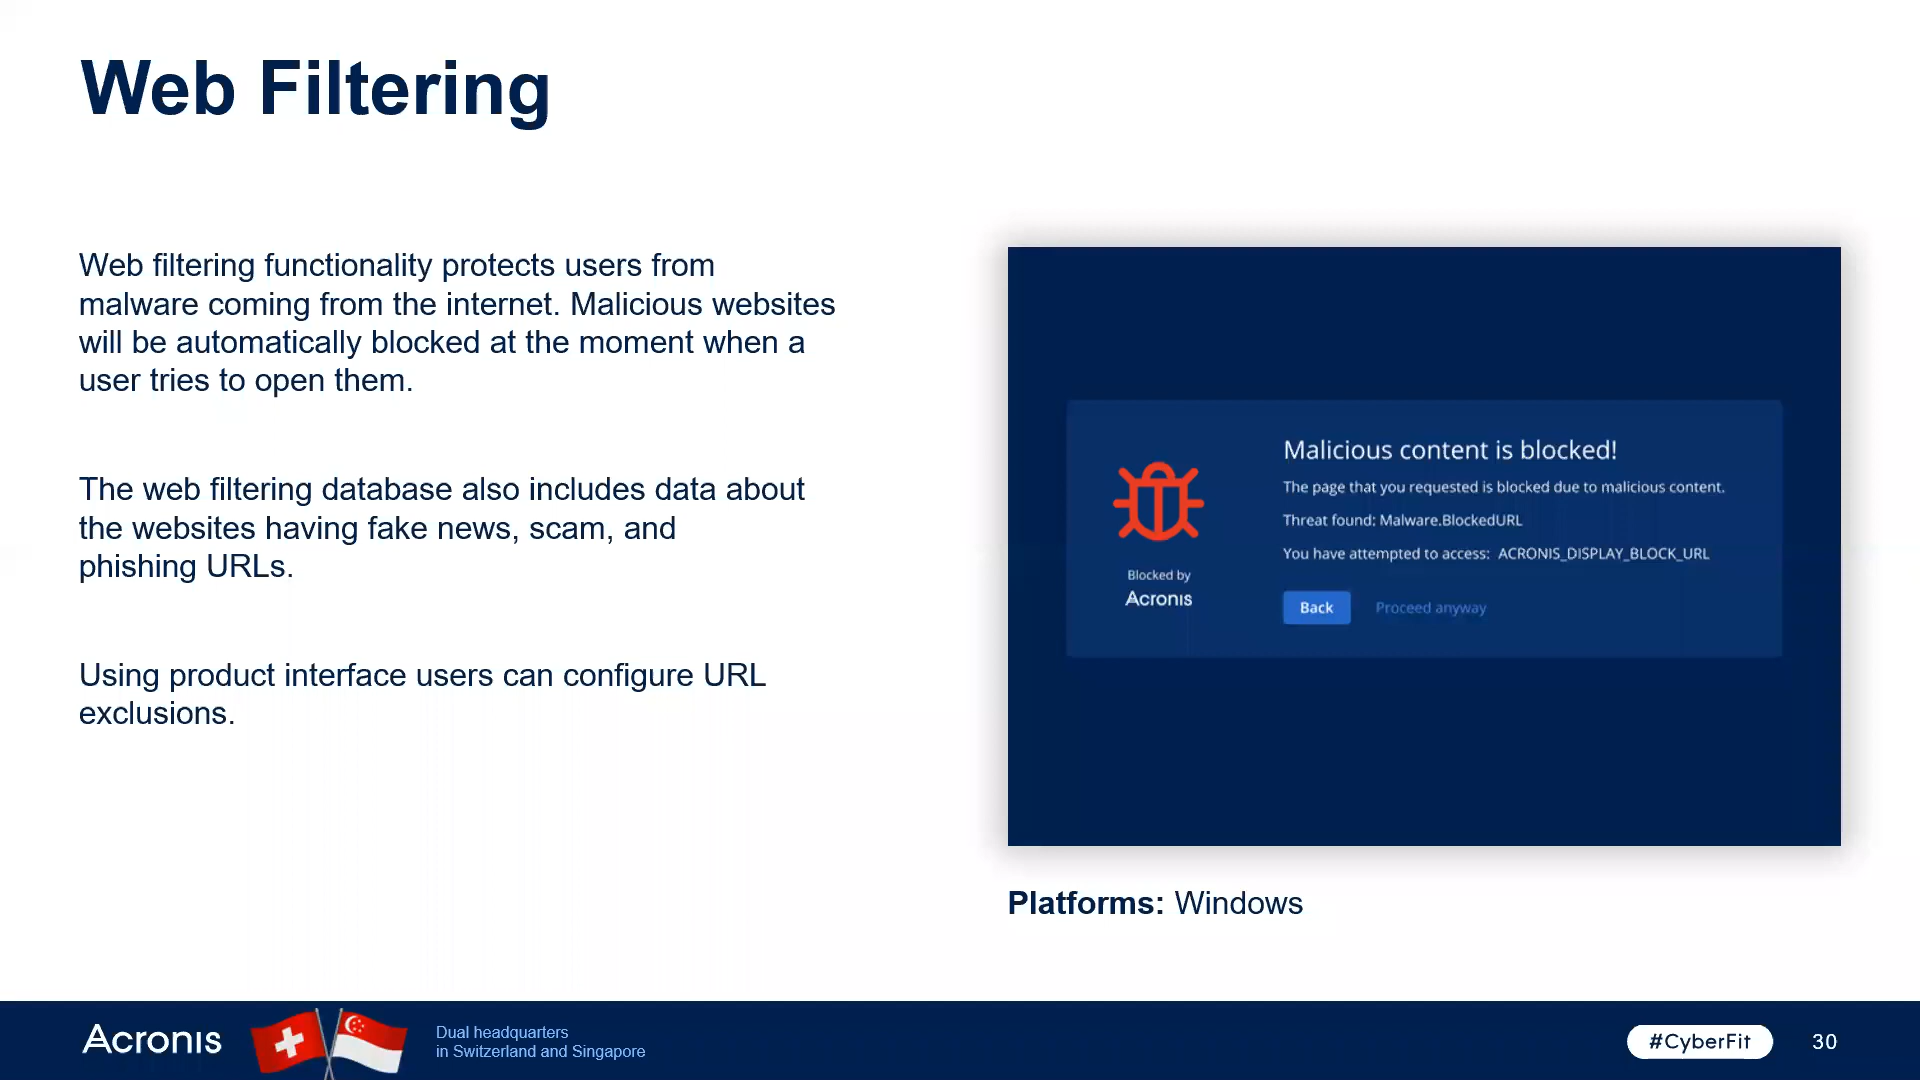 Web Filtering
Web filtering functionality protects users from
malware coming from the internet. Malicious websites
will be automatically blocked at the moment when a
user tries to open them.
The web filtering database also includes data about
the websites having fake news, scam, and
phishing URLs.
Using product interface users can configure URL
exclusions.
Malicious content is blocked!
The page that you requested is blocked due to malicious content.
Threat found: Malware.BlockedURL
You have attempted to access: ACRONIS_DISPLAY_BLOCK_URL
Blocked by
Acronis
Back
Proceed anyway
Platforms: Windows
Acronis
Dual headquarters
in Switzerland and Singapore
#CyberFit
30